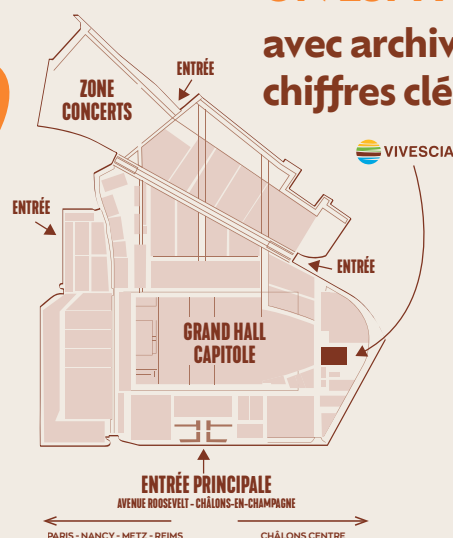 avec archiv
chiffres clé
ENTRÉE
ZONE
CONCERTS
VIVESCIA
ENTRÉE
ENTRÉE
GRAND HALL
CAPITOLE
ENTRÉE PRINCIPALE
AVENUE ROOSEVELT - CHÂLONS-EN-CHAMPAGNE
PARIS - NANCY - METZ - REIMS
CHÂLONS CENTRE